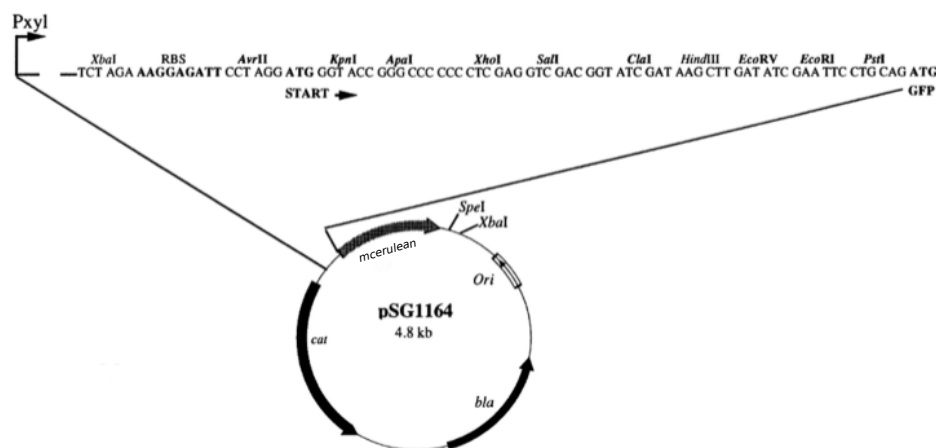 PxyI
XbaI RBS AvrII KpnI ApaI XhoI SalI ClaI HindIII EcoRV EcoRI PstI
TCT AGA AAGGAGATT CCT AGG ATG GGT ACC GGG CCC CCC CTC GAG GTC GAC GGT ATC GAT AAG CTT GAT ATC GAA TTC CTG CAG ATG
START GFP
SpeI
XbaI
mcerulean
Ori
pSG1164
4.8 kb
cat
bla